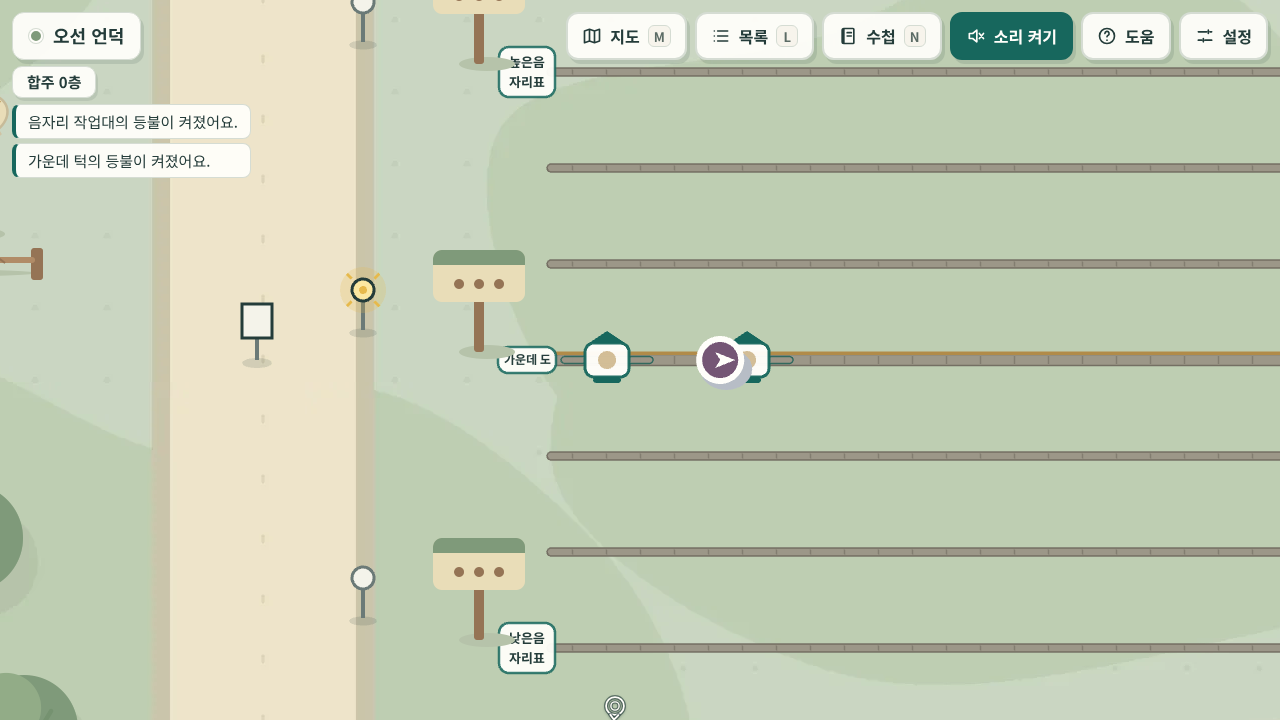 오선 언덕
지도 M
목록 L
수첩 N
소리 켜기
도움
설정
합주 0층
음자리 작업대의 등불이 켜졌어요.
가운데 턱의 등불이 켜졌어요.
높은음
자리표
가운데 도
낮은음
자리표